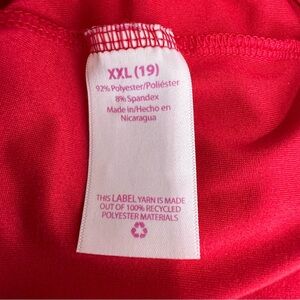 XXL (19)
92% Polyester/Poliéster
8% Spandex
Made in/Hecho en
Nicaragua
THIS LABEL YARN IS MADE
OUT OF 100% RECYCLED
POLYESTER MATERIALS